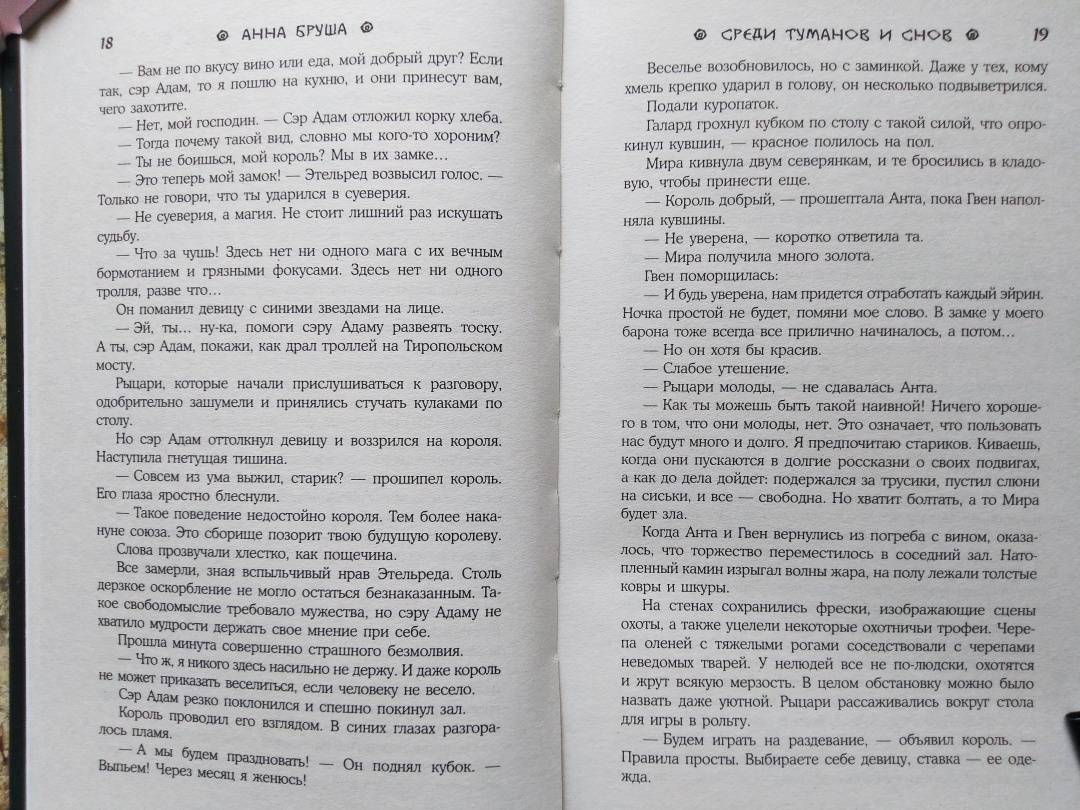 18
АННА БРУША
— Вам не по вкусу вино или еда, мой добрый друг? Если
так, сэр Адам, то я пошлю на кухню, и они принесут вам,
чего захотите.
— Нет, мой господин. — Сэр Адам отложил корку хлеба.
— Тогда почему такой вид, словно мы кого-то хороним?
— Ты не боишься, мой король? Мы в их замке...
— Это теперь мой замок! — Этельред возвысил голос. —
Только не говори, что ты ударился в суеверия.
— Не суеверия, а магия. Не стоит лишний раз искушать
судьбу.
— Что за чушь! Здесь нет ни одного мага с их вечным
бормотанием и грязными фокусами. Здесь нет ни одного
тролля, разве что...
Он поманил девицу с синими звездами на лице.
— Эй, ты... ну-ка, помоги сэру Адаму развеять тоску.
А ты, сэр Адам, покажи, как драл троллей на Тиропольском
мосту.
Рыцари, которые начали прислушиваться к разговору,
одобрительно зашумели и принялись стучать кулаками по
столу.
Но сэр Адам оттолкнул девицу и воззрился на короля.
Наступила гнетущая тишина.
— Совсем из ума выжил, старик? — прошипел король.
Его глаза яростно блеснули.
— Такое поведение недостойно короля. Тем более нака-
нуне союза. Это сборище позорит твою будущую королеву.
Слова прозвучали хлестко, как пощечина.
Все замерли, зная вспыльчивый нрав Этельреда. Столь
дерзкое оскорбление не могло остаться безнаказанным. Та-
кое свободомыслие требовало мужества, но сэру Адаму не
хватило мудрости держать свое мнение при себе.
Прошла минута совершенно страшного безмолвия.
— Что ж, я никого здесь насильно не держу. И даже король
не может приказать веселиться, если человеку не весело.
Сэр Адам резко поклонился и спешно покинул зал.
Король проводил его взглядом. В синих глазах разгора-
лось пламя.
— А мы будем праздновать! — Он поднял кубок. —
Выпьем! Через месяц я женюсь!
СРЕДИ ТУМАНОВ И СНОВ
19
Веселье возобновилось, но с заминкой. Даже у тех, кому
хмель крепко ударил в голову, он несколько подвыветрился.
Подали куропаток.
Галард грохнул кубком по столу с такой силой, что опро-
кинул кувшин, — красное полилось на пол.
Мира кивнула двум северянкам, и те бросились в кладо-
вую, чтобы принести еще.
— Король добрый, — прошептала Анта, пока Гвен напол-
няла кувшины.
— Не уверена, — коротко ответила та.
— Мира получила много золота.
Гвен поморщилась:
— И будь уверена, нам придется отработать каждый эйрин.
Ночка простой не будет, помяни мое слово. В замке у моего
барона тоже всегда все прилично начиналось, а потом...
— Но он хотя бы красив.
— Слабое утешение.
— Рыцари молоды, — не сдавалась Анта.
— Как ты можешь быть такой наивной! Ничего хороше-
го в том, что они молоды, нет. Это означает, что пользовать
нас будут много и долго. Я предпочитаю стариков. Киваешь,
когда они пускаются в долгие россказни о своих подвигах,
а как до дела дойдет: подержался за трусики, пустил слюни
на сиськи, и все — свободна. Но хватит болтать, а то Мира
будет зла.
Когда Анта и Гвен вернулись из погреба с вином, оказа-
лось, что торжество переместилось в соседний зал. Нато-
пленный камин изрыгал волны жара, на полу лежали толстые
ковры и шкуры.
На стенах сохранились фрески, изображающие сцены
охоты, а также уцелели некоторые охотничьи трофеи. Чере-
па оленей с тяжелыми рогами соседствовали с черепами
неведомых тварей. У нелюдей все не по-людски, охотятся
и жрут всякую мерзость. В целом обстановку можно было
назвать даже уютной. Рыцари рассаживались вокруг стола
для игры в рольту.
— Будем играть на раздевание, — объявил король. —
Правила просты. Выбираете себе девицу, ставка — ее оде-
жда.